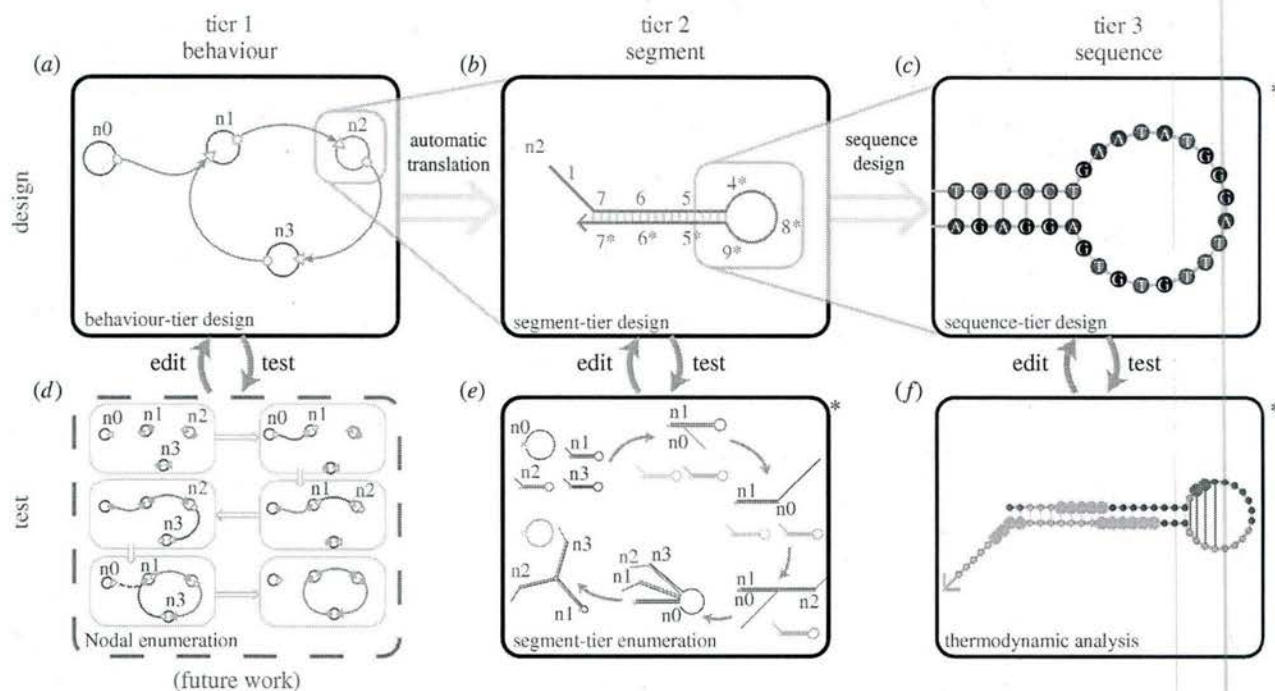 tier 1
behaviour
tier 2
segment
tier 3
sequence
(a)
(b)
(c)
*
design
n0
n1
n2
n3
behaviour-tier design
automatic
translation
n2
1
7
6
5
4*
8*
7*
6*
5*
9*
segment-tier design
sequence
design
T C T C C T
A G A G G A
G A A T A T G G G A T T T G T G T G
sequence-tier design
edit
test
edit
test
edit
test
(d)
(e)
(f)
*
*
test
n0
n1
n2
n3
n0
n1
n2
n3
n1
n2
n0
n1
n3
Nodal enumeration
(future work)
n0
n1
n2
n3
n1
n0
n1
n0
n1
n0
n2
n2
n3
n1
n0
n3
n2
n1
segment-tier enumeration
thermodynamic analysis